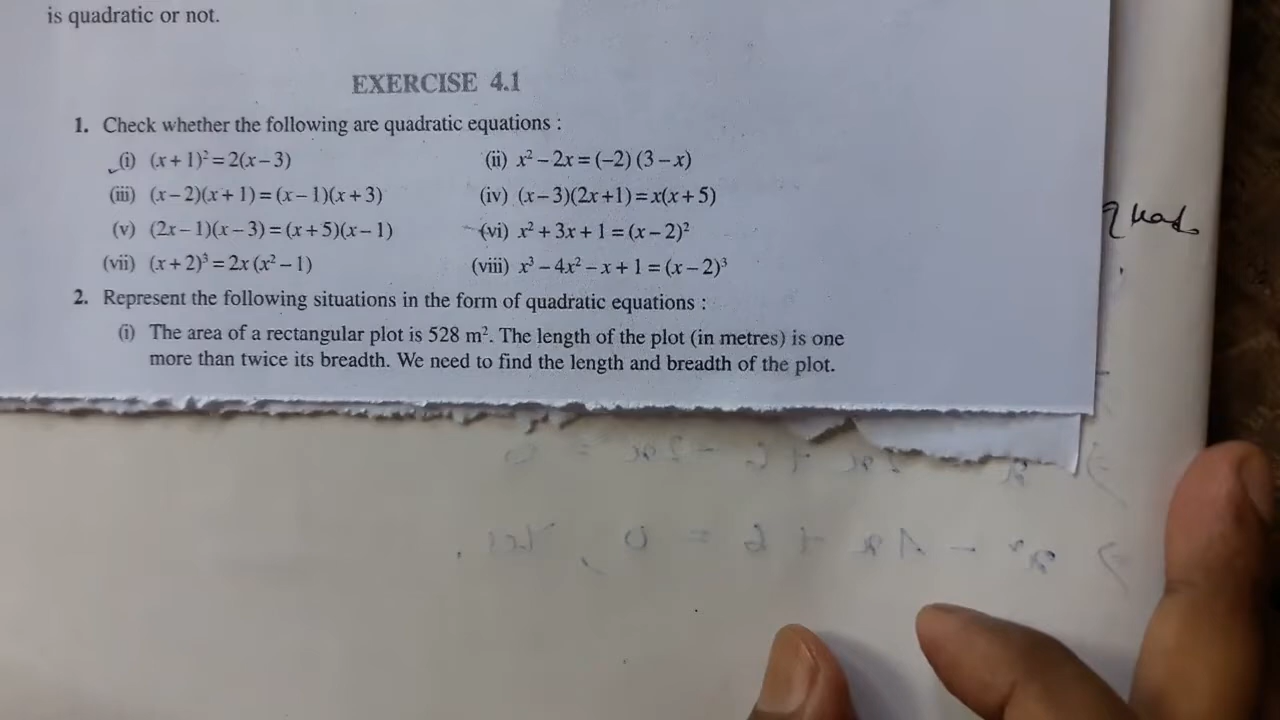 is quadratic or not.
EXERCISE 4.1
1. Check whether the following are quadratic equations :
(i) (x + 1)² = 2(x – 3) (ii) x² – 2x = (–2) (3 – x)
(iii) (x – 2)(x + 1) = (x – 1)(x + 3) (iv) (x – 3)(2x +1) = x(x + 5)
(v) (2x – 1)(x – 3) = (x + 5)(x – 1) (vi) x² + 3x + 1 = (x – 2)²
(vii) (x + 2)³ = 2x (x² – 1) (viii) x³ – 4x² – x + 1 = (x – 2)³
2. Represent the following situations in the form of quadratic equations :
(i) The area of a rectangular plot is 528 m². The length of the plot (in metres) is one
more than twice its breadth. We need to find the length and breadth of the plot.